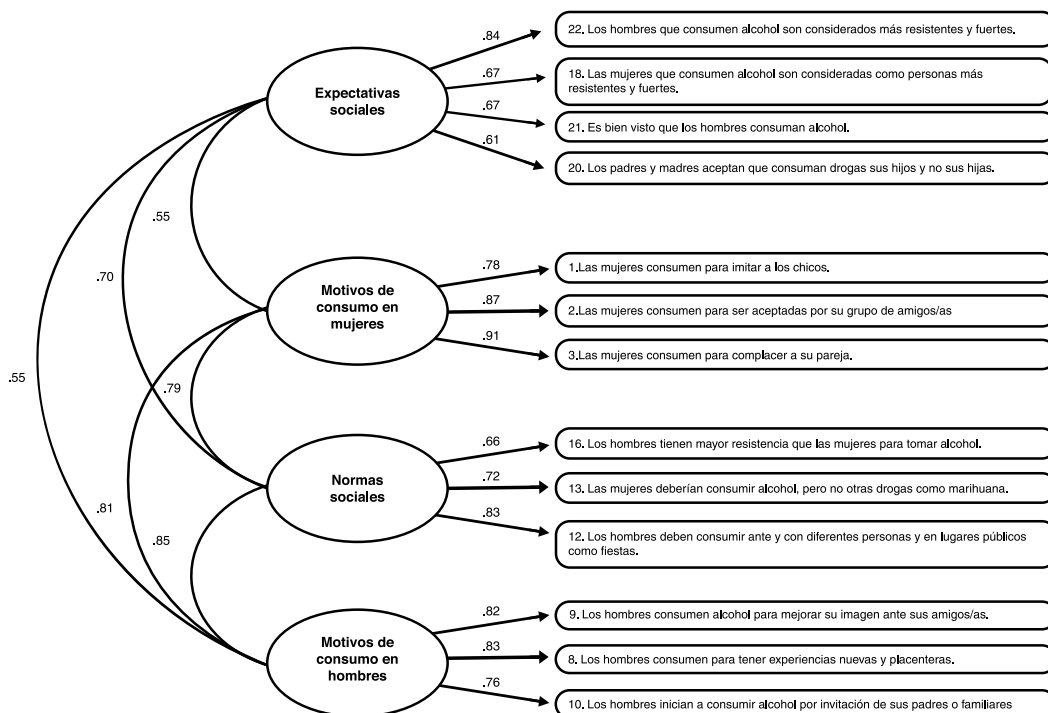 .84
22. Los hombres que consumen alcohol son considerados más resistentes y fuertes.
.67
18. Las mujeres que consumen alcohol son consideradas como personas más
resistentes y fuertes.
Expectativas
sociales
.67
21. Es bien visto que los hombres consuman alcohol.
.61
20. Los padres y madres aceptan que consuman drogas sus hijos y no sus hijas.
.55
.70
.78
1.Las mujeres consumen para imitar a los chicos.
Motivos de
consumo en
mujeres
.87
2.Las mujeres consumen para ser aceptadas por su grupo de amigos/as
.91
3.Las mujeres consumen para complacer a su pareja.
.55
.79
.66
16. Los hombres tienen mayor resistencia que las mujeres para tomar alcohol.
Normas
sociales
.72
13. Las mujeres deberían consumir alcohol, pero no otras drogas como marihuana.
.83
12. Los hombres deben consumir ante y con diferentes personas y en lugares públicos
como fiestas.
.81
.85
.82
9. Los hombres consumen alcohol para mejorar su imagen ante sus amigos/as.
Motivos de
consumo en
hombres
.83
8. Los hombres consumen para tener experiencias nuevas y placenteras.
.76
10. Los hombres inician a consumir alcohol por invitación de sus padres o familiares